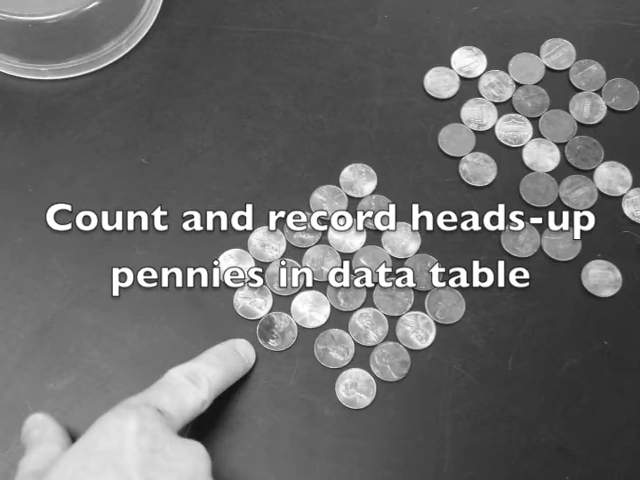 Count and record heads-up
pennies in data table